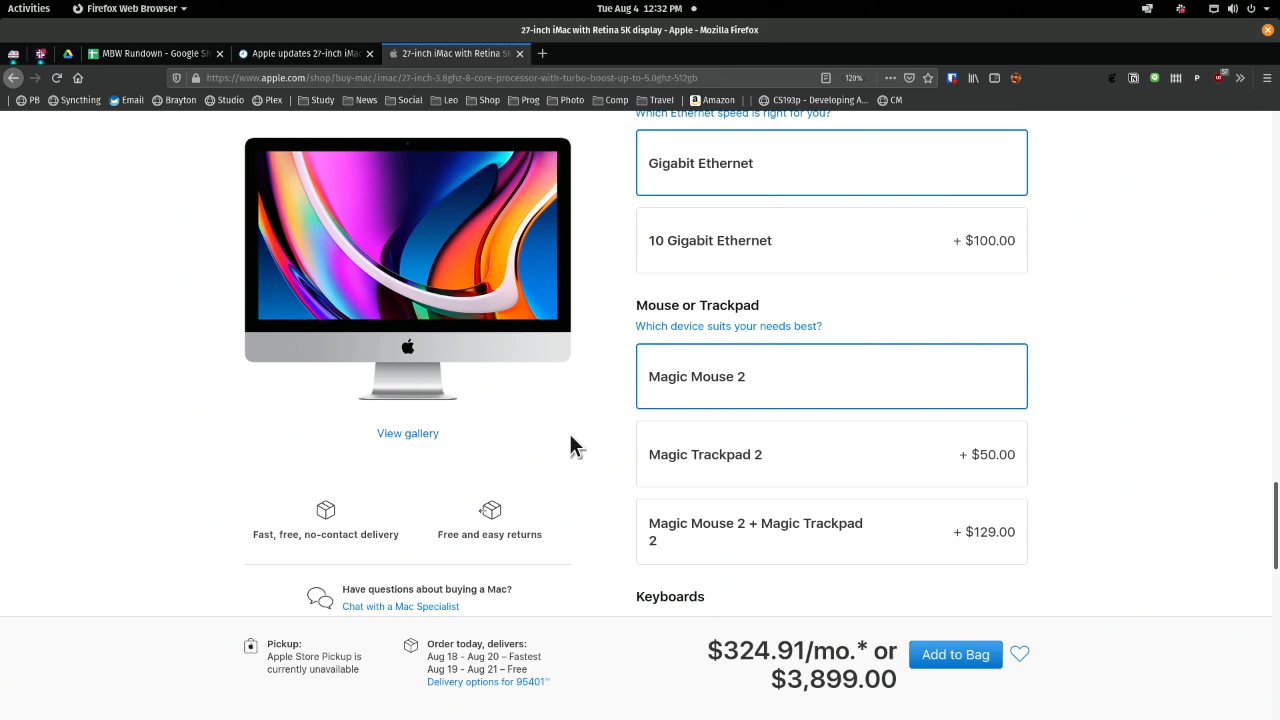 Activities
Firefox Web Browser
Tue Aug 4 12:32 PM
27-inch iMac with Retina 5K display - Apple - Mozilla Firefox
MBW Rundown - Google Sh
Apple updates 27-inch iMac
27-inch iMac with Retina 5K
https://www.apple.com/shop/buy-mac/imac/27-inch-3.8ghz-8-core-processor-with-turbo-boost-up-to-5.0ghz-512gb
120%
PB
Syncthing
Email
Brayton
Studio
Plex
Study
News
Social
Leo
Shop
Prog
Photo
Comp
Travel
Amazon
CS193p - Developing A...
CM
Which Ethernet speed is right for you?
Gigabit Ethernet
10 Gigabit Ethernet + $100.00
Mouse or Trackpad
Which device suits your needs best?
Magic Mouse 2
Magic Trackpad 2 + $50.00
Magic Mouse 2 + Magic Trackpad
2
+ $129.00
Keyboards
View gallery
Fast, free, no-contact delivery
Free and easy returns
Have questions about buying a Mac?
Chat with a Mac Specialist
Pickup:
Apple Store Pickup is
currently unavailable
Order today, delivers:
Aug 18 - Aug 20 – Fastest
Aug 19 - Aug 21 – Free
Delivery options for 95401
$324.91/mo.* or
$3,899.00
Add to Bag